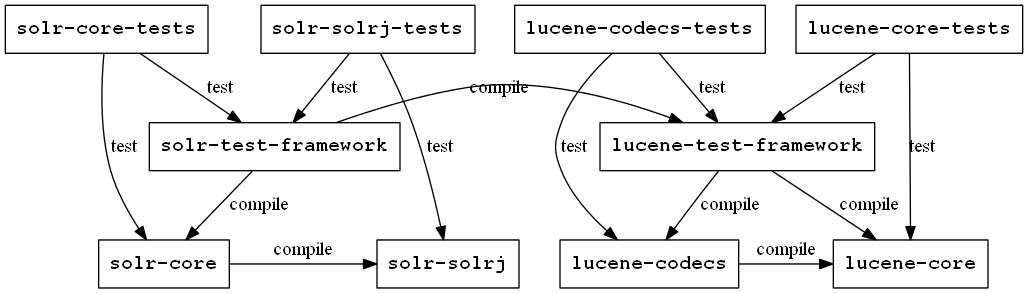 solr-core-tests
solr-solrj-tests
lucene-codecs-tests
lucene-core-tests
test
test
compile
test
test
test
solr-test-framework
test
test
lucene-test-framework
test
compile
compile
compile
solr-core
compile
solr-solrj
lucene-codecs
compile
lucene-core